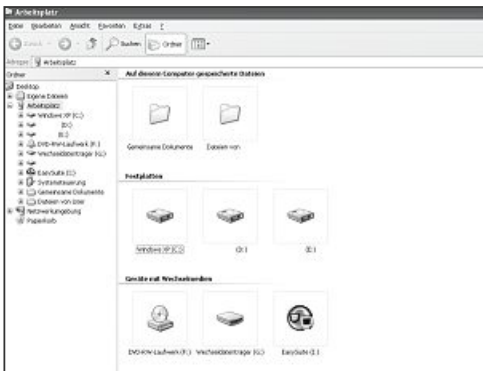 Arbeitsplatz
Datei Bearbeiten Ansicht Favoriten Extras ?
Zurück Suchen Ordner
Adresse Arbeitsplatz
Ordner x
Desktop
Eigene Dateien
Arbeitsplatz
Windows XP (C:)
(D:)
(E:)
DVD-RW-Laufwerk (F:)
Wechseldatenträger (G:)
EasySuite (I:)
Systemsteuerung
Gemeinsame Dokumente
Dateien von User
Netzwerkumgebung
Papierkorb
Auf diesem Computer gespeicherte Dateien
Gemeinsame Dokumente Dateien von
Festplatten
Windows XP (C:) (D:) (E:)
Geräte mit Wechselmedien
DVD-RW-Laufwerk (F:) Wechseldatenträger (G:) EasySuite (I:)